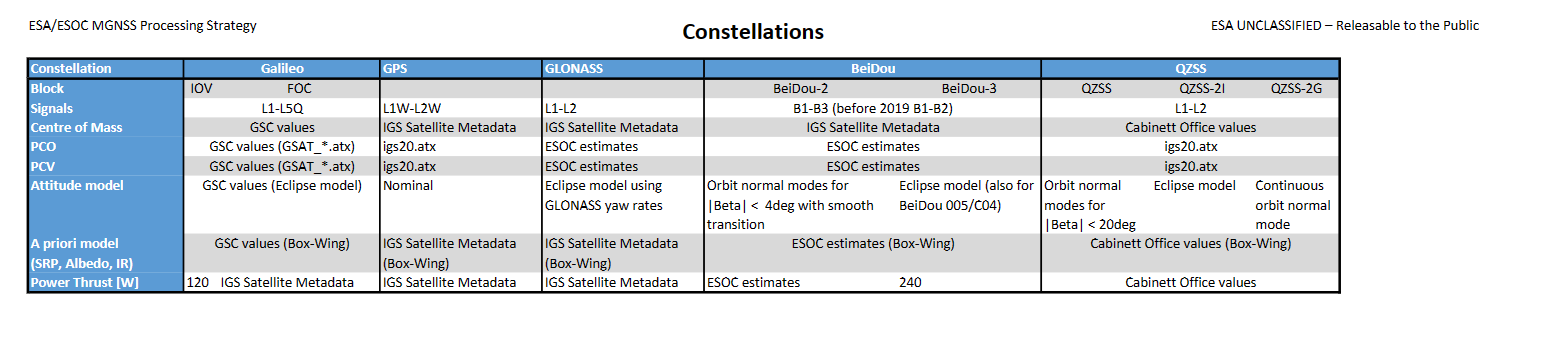 ESA/ESOC MGNSS Processing Strategy
Constellations
ESA UNCLASSIFIED – Releasable to the Public
Constellation Galileo GPS GLONASS BeiDou QZSS
Block IOV FOC BeiDou-2 BeiDou-3 QZSS QZSS-2I QZSS-2G
Signals L1-L5Q L1W-L2W L1-L2 B1-B3 (before 2019 B1-B2) L1-L2
Centre of Mass GSC values IGS Satellite Metadata IGS Satellite Metadata IGS Satellite Metadata Cabinett Office values
PCO GSC values (GSAT_*.atx) igs20.atx ESOC estimates ESOC estimates igs20.atx
PCV GSC values (GSAT_*.atx) igs20.atx ESOC estimates ESOC estimates igs20.atx
Attitude model GSC values (Eclipse model) Nominal Eclipse model using Orbit normal modes for Eclipse model (also for Orbit normal Eclipse model Continuous
GLONASS yaw rates |Beta| < 4deg with smooth BeiDou 005/C04) modes for orbit normal
transition |Beta| < 20deg mode
A priori model GSC values (Box-Wing) IGS Satellite Metadata IGS Satellite Metadata ESOC estimates (Box-Wing) Cabinett Office values (Box-Wing)
(SRP, Albedo, IR) (Box-Wing) (Box-Wing)
Power Thrust [W] 120 IGS Satellite Metadata IGS Satellite Metadata IGS Satellite Metadata ESOC estimates 240 Cabinett Office values